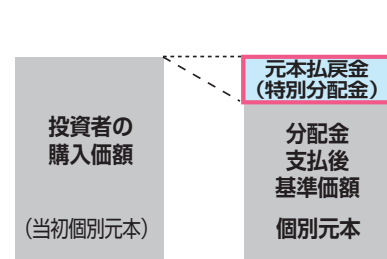 投資者の
購入価額
（当初個別元本）
元本払戻金
（特別分配金）
分配金
支払後
基準価額
個別元本